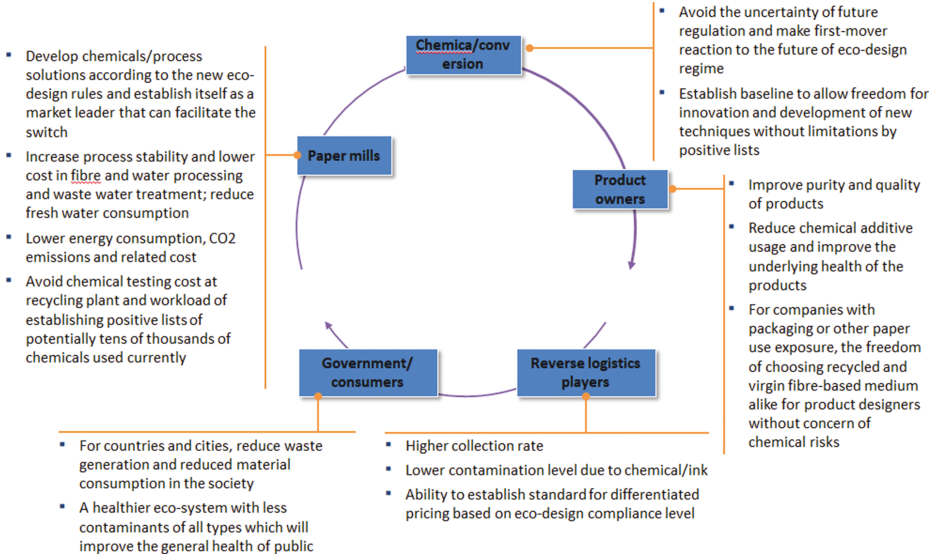 Chemica/conv
ersion
▪ Avoid the uncertainty of future
regulation and make first-mover
reaction to the future of eco-design
regime
▪ Establish baseline to allow freedom for
innovation and development of new
techniques without limitations by
positive lists
Product
owners
▪ Improve purity and quality
of products
▪ Reduce chemical additive
usage and improve the
underlying health of the
products
▪ For companies with
packaging or other paper
use exposure, the freedom
of choosing recycled and
virgin fibre-based medium
alike for product designers
without concern of
chemical risks
Reverse logistics
players
▪ Higher collection rate
▪ Lower contamination level due to chemical/ink
▪ Ability to establish standard for differentiated
pricing based on eco-design compliance level
Government/
consumers
▪ For countries and cities, reduce waste
generation and reduced material
consumption in the society
▪ A healthier eco-system with less
contaminants of all types which will
improve the general health of public
Paper mills
▪ Develop chemicals/process
solutions according to the new eco-
design rules and establish itself as a
market leader that can facilitate the
switch
▪ Increase process stability and lower
cost in fibre and water processing
and waste water treatment; reduce
fresh water consumption
▪ Lower energy consumption, CO2
emissions and related cost
▪ Avoid chemical testing cost at
recycling plant and workload of
establishing positive lists of
potentially tens of thousands of
chemicals used currently